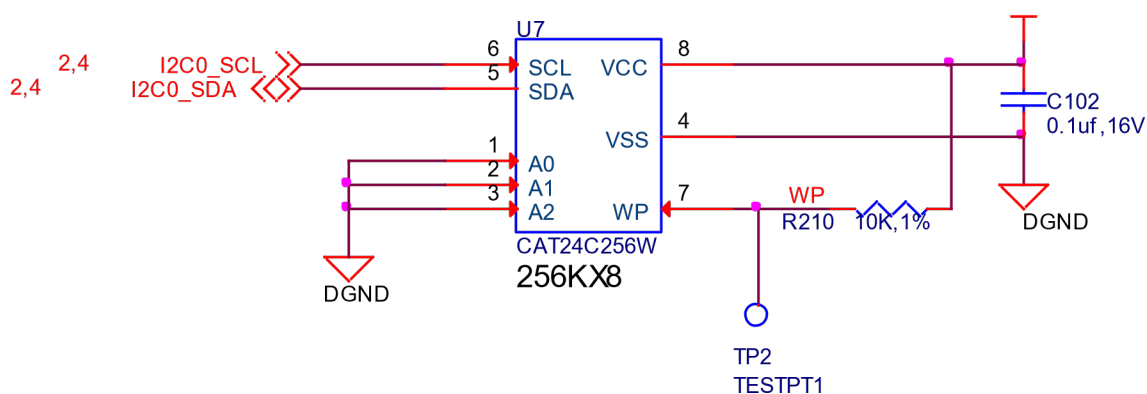 U7
2,4
I2C0_SCL
6
SCL
VCC
8
2,4
I2C0_SDA
5
SDA
C102
0.1uf,16V
VSS
4
1
A0
2
A1
3
A2
WP
7
WP
R210
10K,1%
DGND
CAT24C256W
256KX8
DGND
TP2
TESTPT1